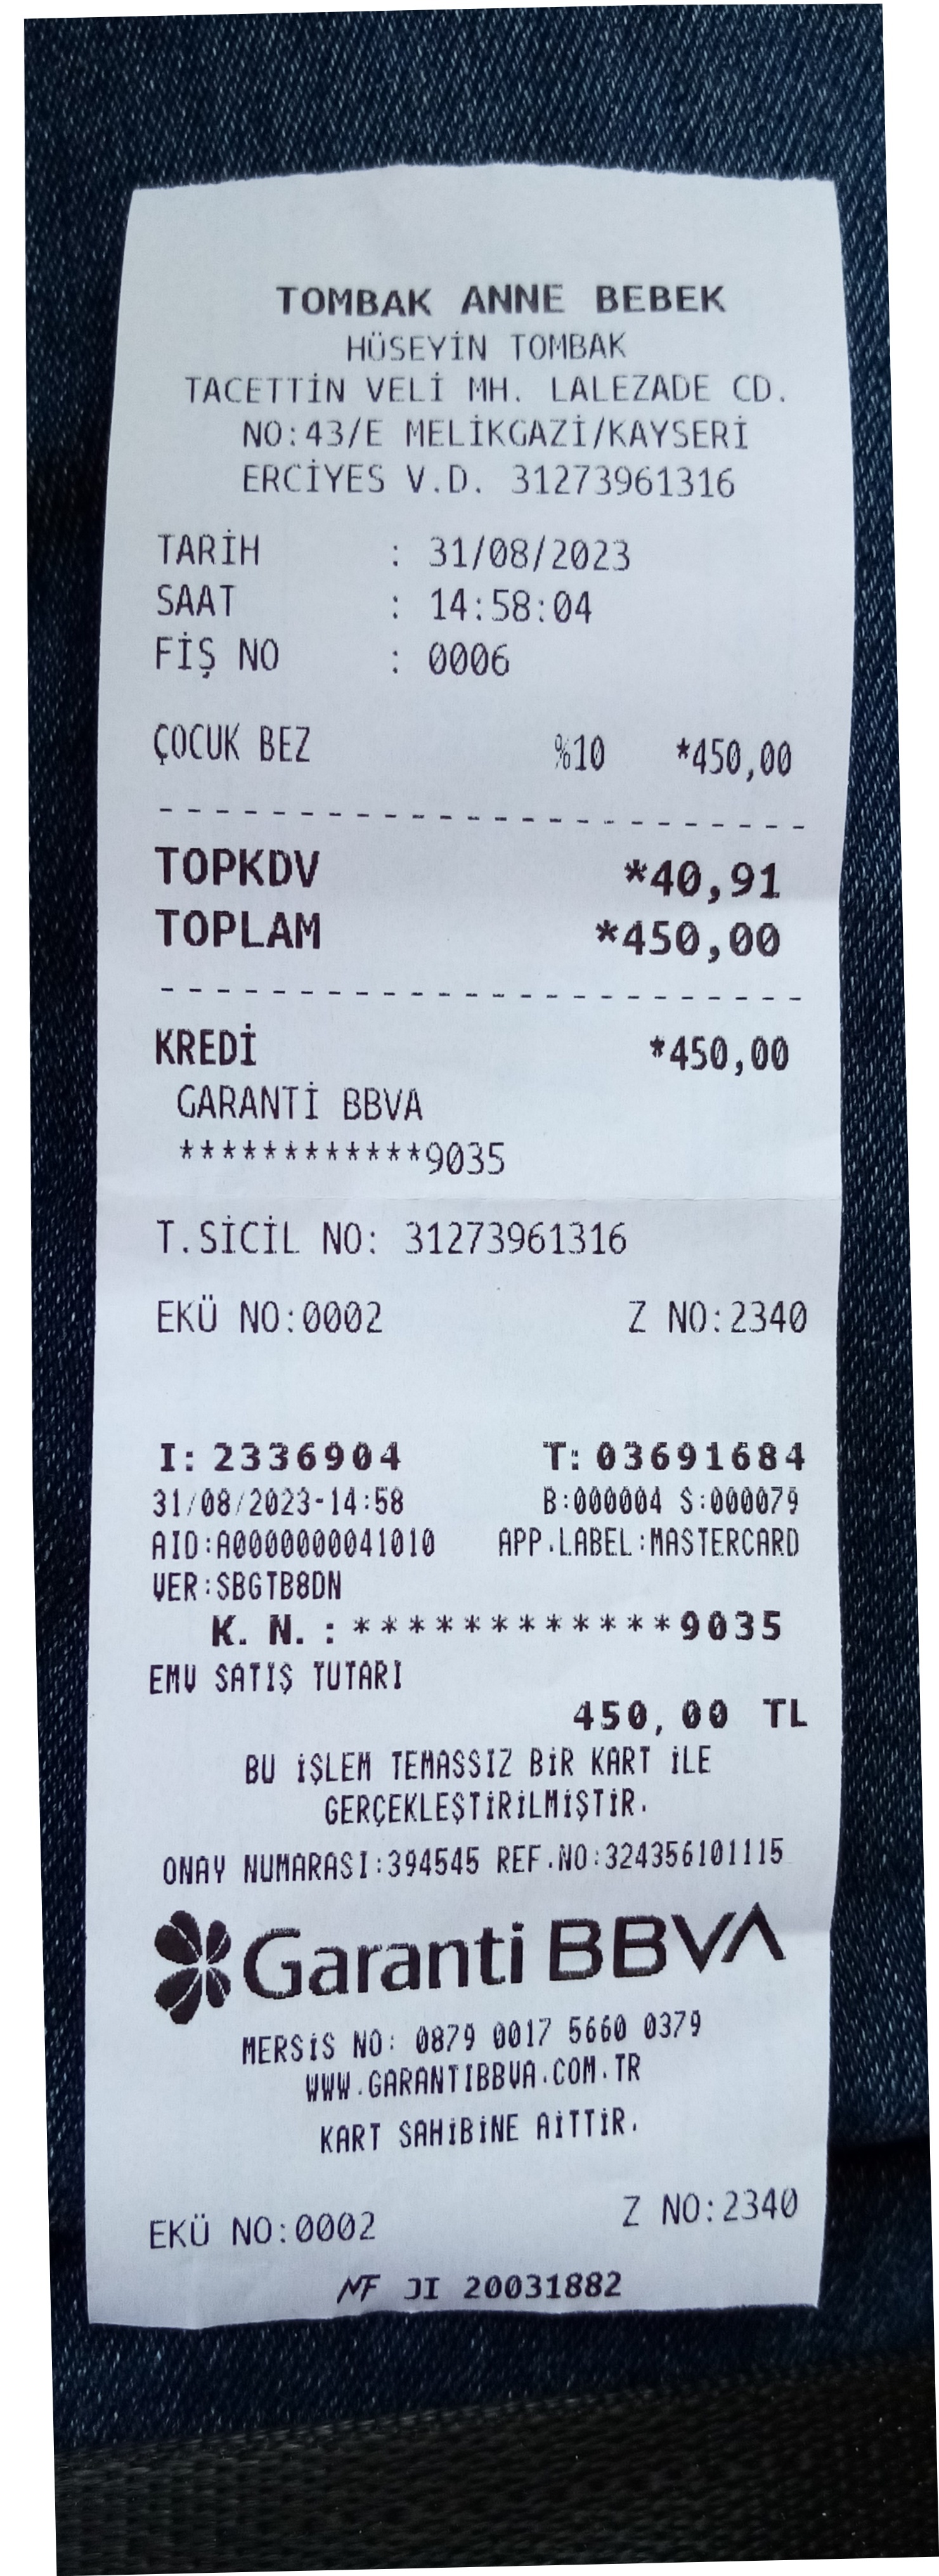 TOMBAK ANNE BEBEK
HÜSEYİN TOMBAK
TACETTİN VELİ MH. LALEZADE CD.
NO:43/E MELİKGAZİ/KAYSERİ
ERCİYES V.D. 31273961316
TARİH : 31/08/2023
SAAT : 14:58:04
FİŞ NO : 0006
ÇOCUK BEZ %10 *450,00
TOPKDV *40,91
TOPLAM *450,00
KREDİ *450,00
GARANTİ BBVA
************9035
T.SİCİL NO: 31273961316
EKÜ NO:0002 Z NO:2340
I: 2336904 T: 03691684
31/08/2023-14:58 B:000004 S:000079
AID:A0000000041010 APP.LABEL:MASTERCARD
VER:SBGTB8DN
K. N. : ************9035
EMV SATIŞ TUTARI
450,00 TL
BU İŞLEM TEMASSIZ BİR KART İLE
GERÇEKLEŞTİRİLMİŞTİR.
ONAY NUMARASI:394545 REF.NO:324356101115
Garanti BBVA
MERSİS NO: 0879 0017 5660 0379
WWW.GARANTIBBVA.COM.TR
KART SAHİBİNE AİTTİR.
EKÜ NO:0002 Z NO:2340
MF JI 20031882